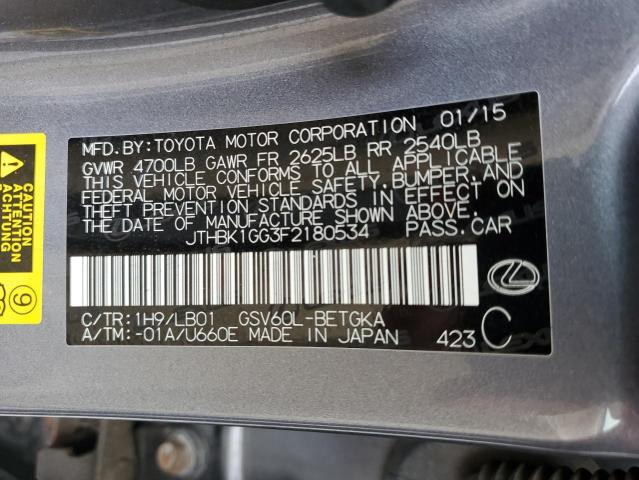 MFD.BY:TOYOTA MOTOR CORPORATION 01/15
GVWR 4700LB GAWR FR 2625LB RR 2540LB
THIS VEHICLE CONFORMS TO ALL APPLICABLE
FEDERAL MOTOR VEHICLE SAFETY,BUMPER,AND
THEFT PREVENTION STANDARDS IN EFFECT ON
THE DATE OF MANUFACTURE SHOWN ABOVE.
JTHBK1GG3F2180534 PASS.CAR
C/TR:1H9/LB01 GSV60L-BETGKA
A/TM:-01A/U660E MADE IN JAPAN 423 C
CAUTION
ATTENTION
ACHTUNG
9